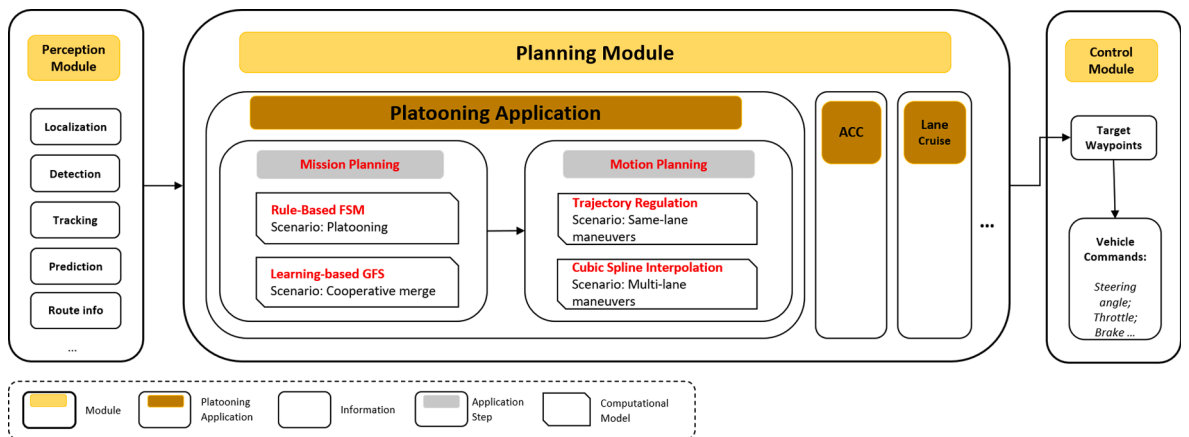 Perception
Module
Localization
Detection
Tracking
Prediction
Route info
...
Planning Module
Platooning Application
Mission Planning
Rule-Based FSM
Scenario: Platooning
Learning-based GFS
Scenario: Cooperative merge
Motion Planning
Trajectory Regulation
Scenario: Same-lane
maneuvers
Cubic Spline Interpolation
Scenario: Multi-lane
maneuvers
ACC
Lane
Cruise
...
Control
Module
Target
Waypoints
Vehicle
Commands:
Steering
angle;
Throttle;
Brake ...
Module
Platooning
Application
Information
Application
Step
Computational
Model